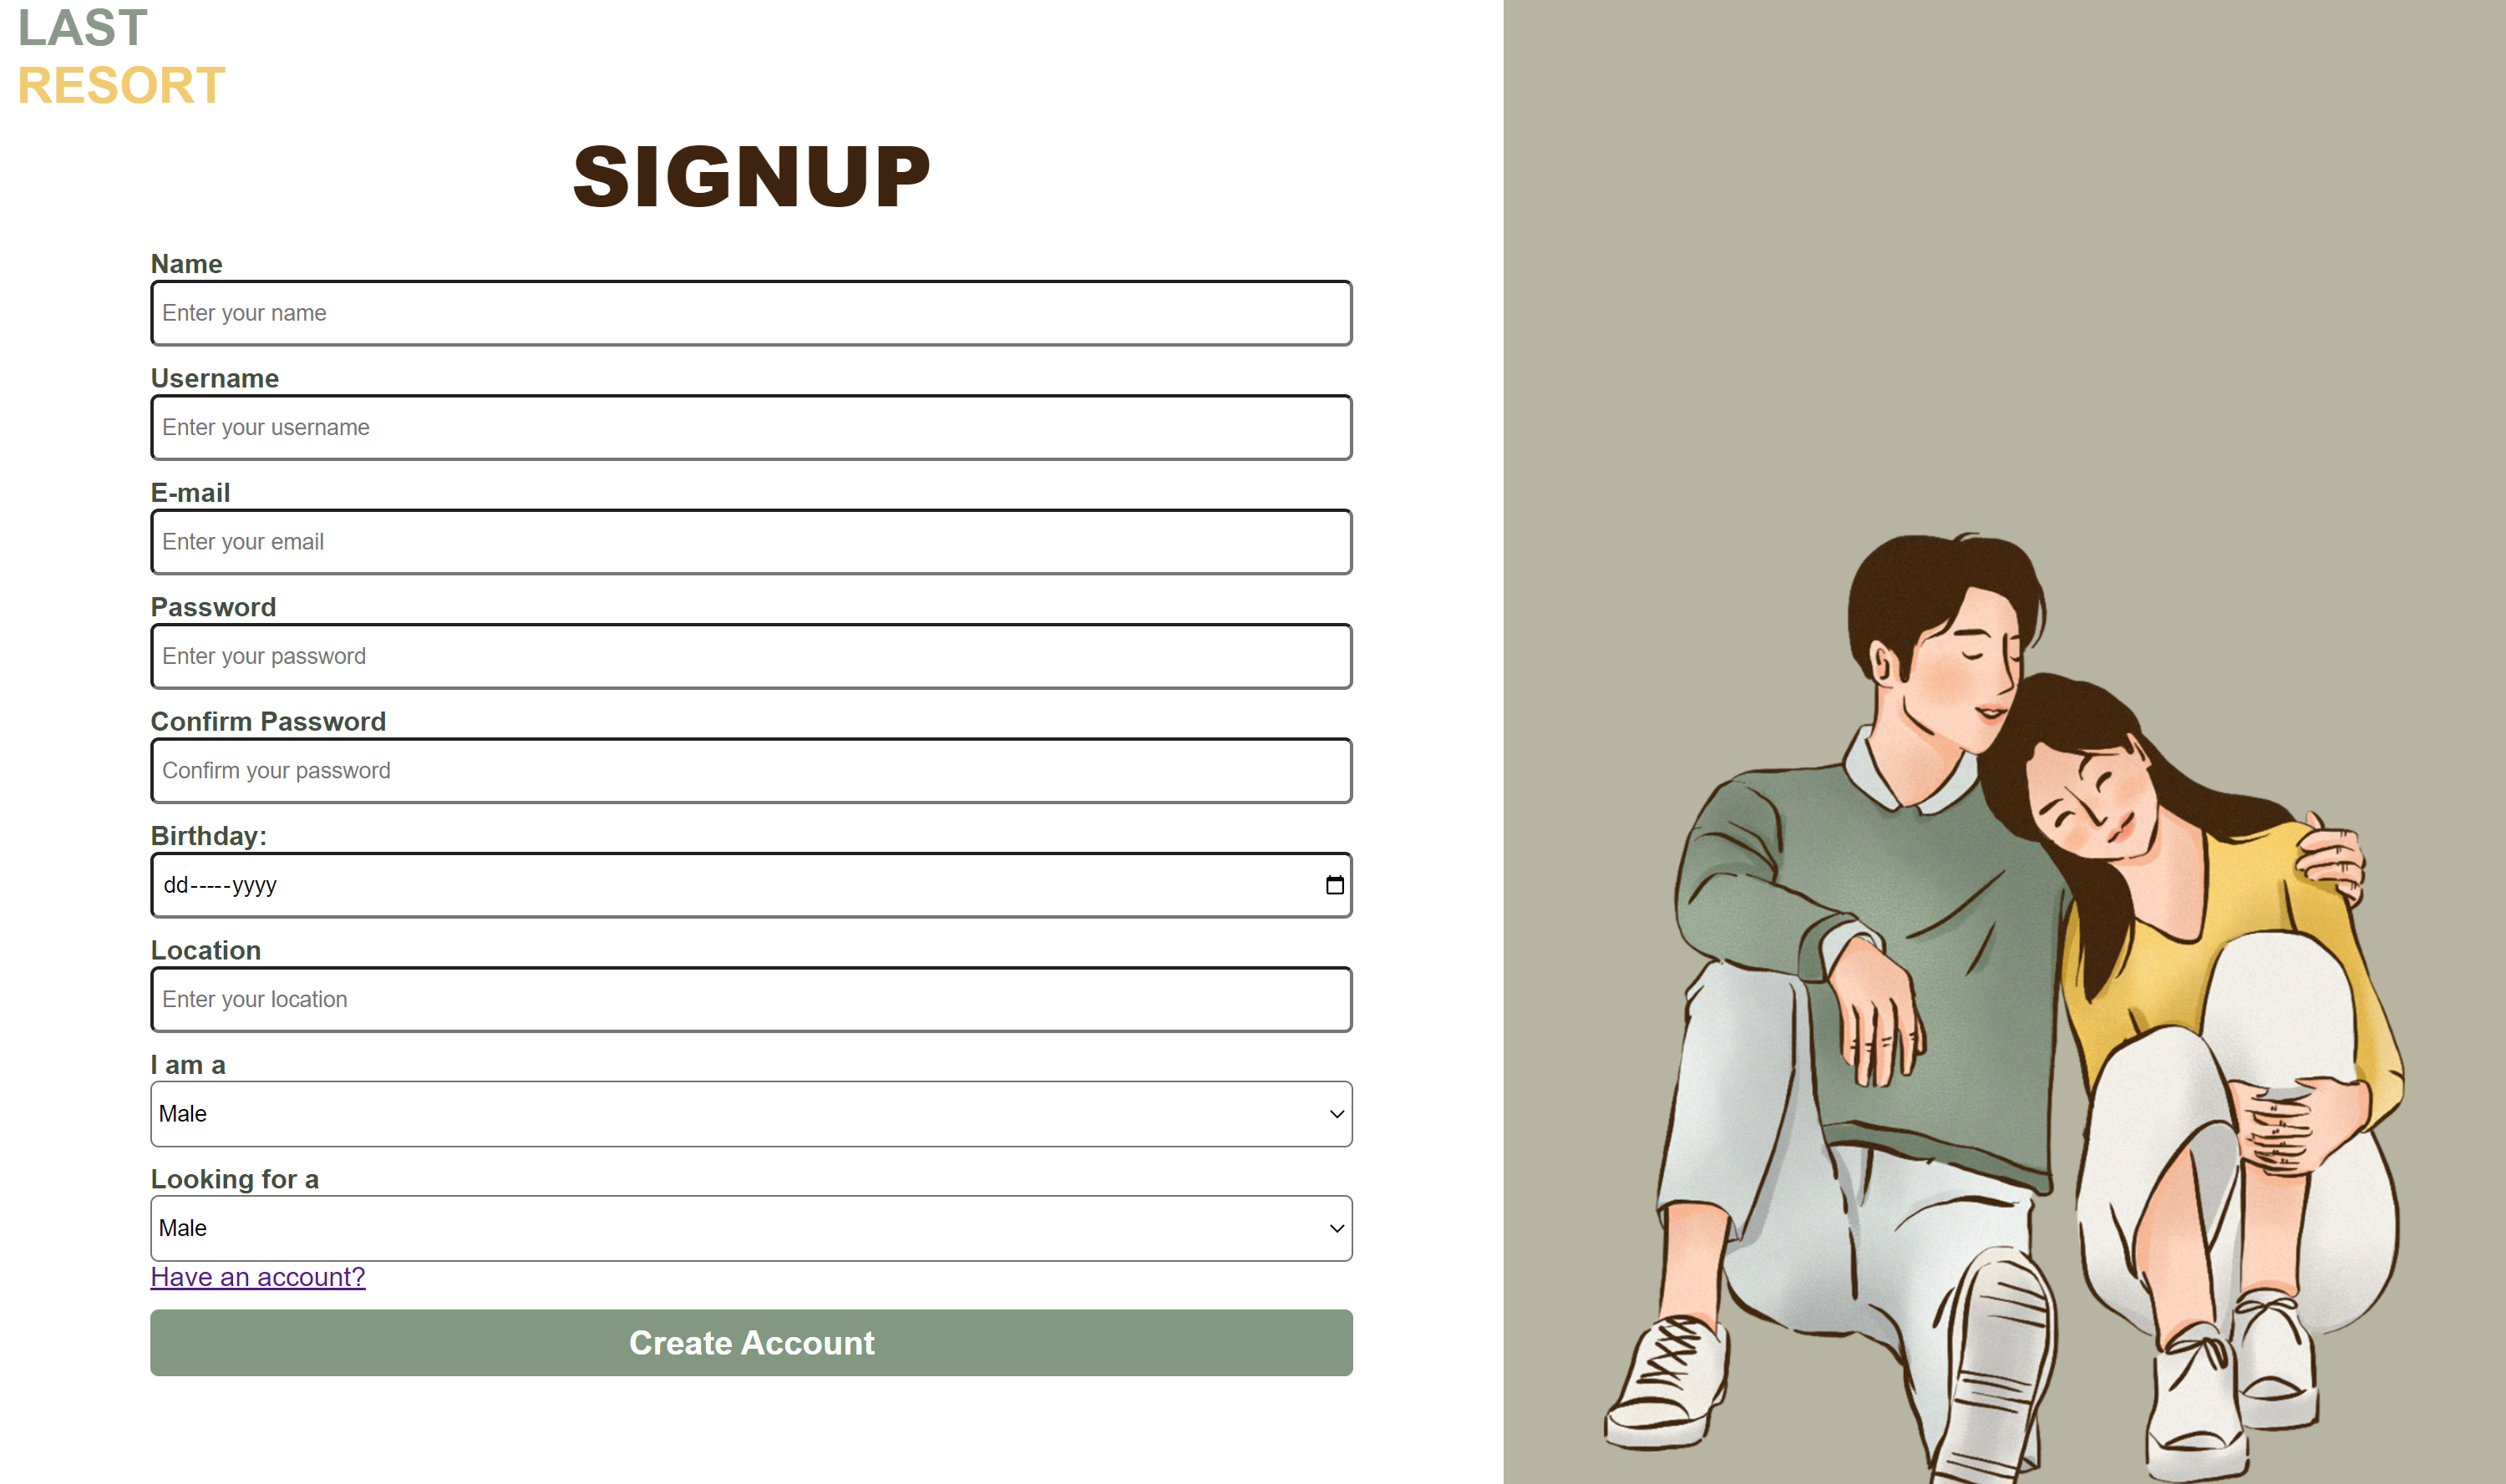 LAST
RESORT
SIGNUP
Name
Enter your name
Username
Enter your username
E-mail
Enter your email
Password
Enter your password
Confirm Password
Confirm your password
Birthday:
dd-----yyyy
Location
Enter your location
I am a
Male
Looking for a
Male
Have an account?
Create Account